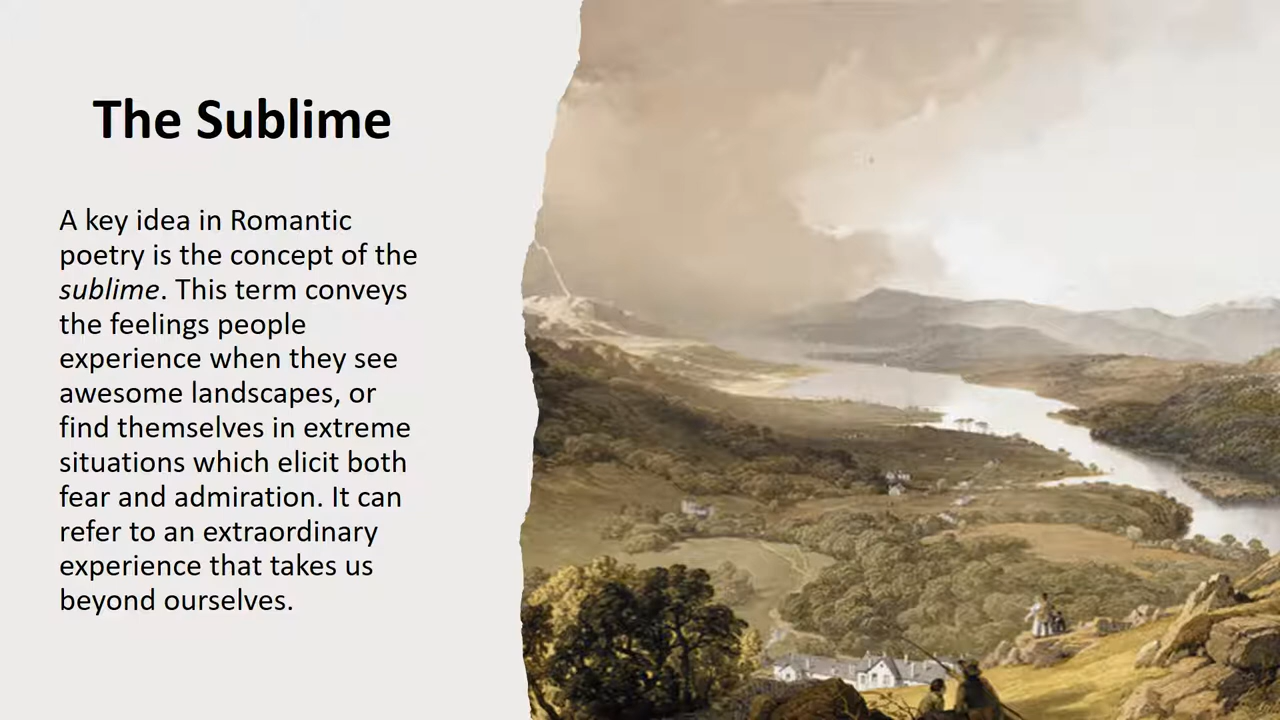 The Sublime
A key idea in Romantic
poetry is the concept of the
sublime. This term conveys
the feelings people
experience when they see
awesome landscapes, or
find themselves in extreme
situations which elicit both
fear and admiration. It can
refer to an extraordinary
experience that takes us
beyond ourselves.